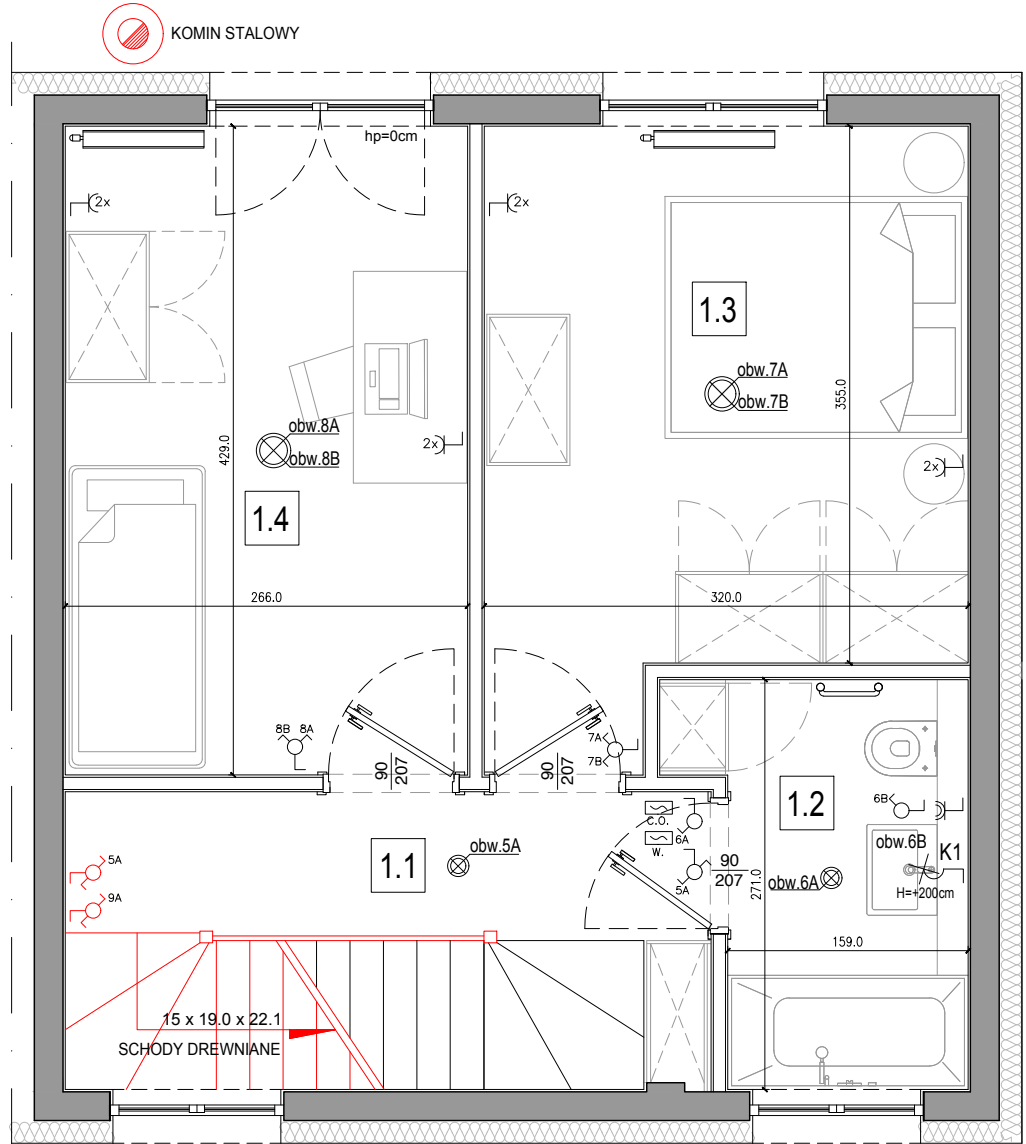 KOMIN STALOWY
hp=0cm
2x
2x
1.3
obw.7A
obw.7B
355.0
obw.8A
obw.8B
429.0
2x
2x
1.4
266.0
320.0
8B 8A
90
207
90
207
7A
7B
C.O.
6A
W.
5A
90
207
1.2
6B
obw.6B
K1
H=+200cm
obw.6A
271.0
159.0
1.1
obw.5A
5A
9A
15 x 19.0 x 22.1
SCHODY DREWNIANE